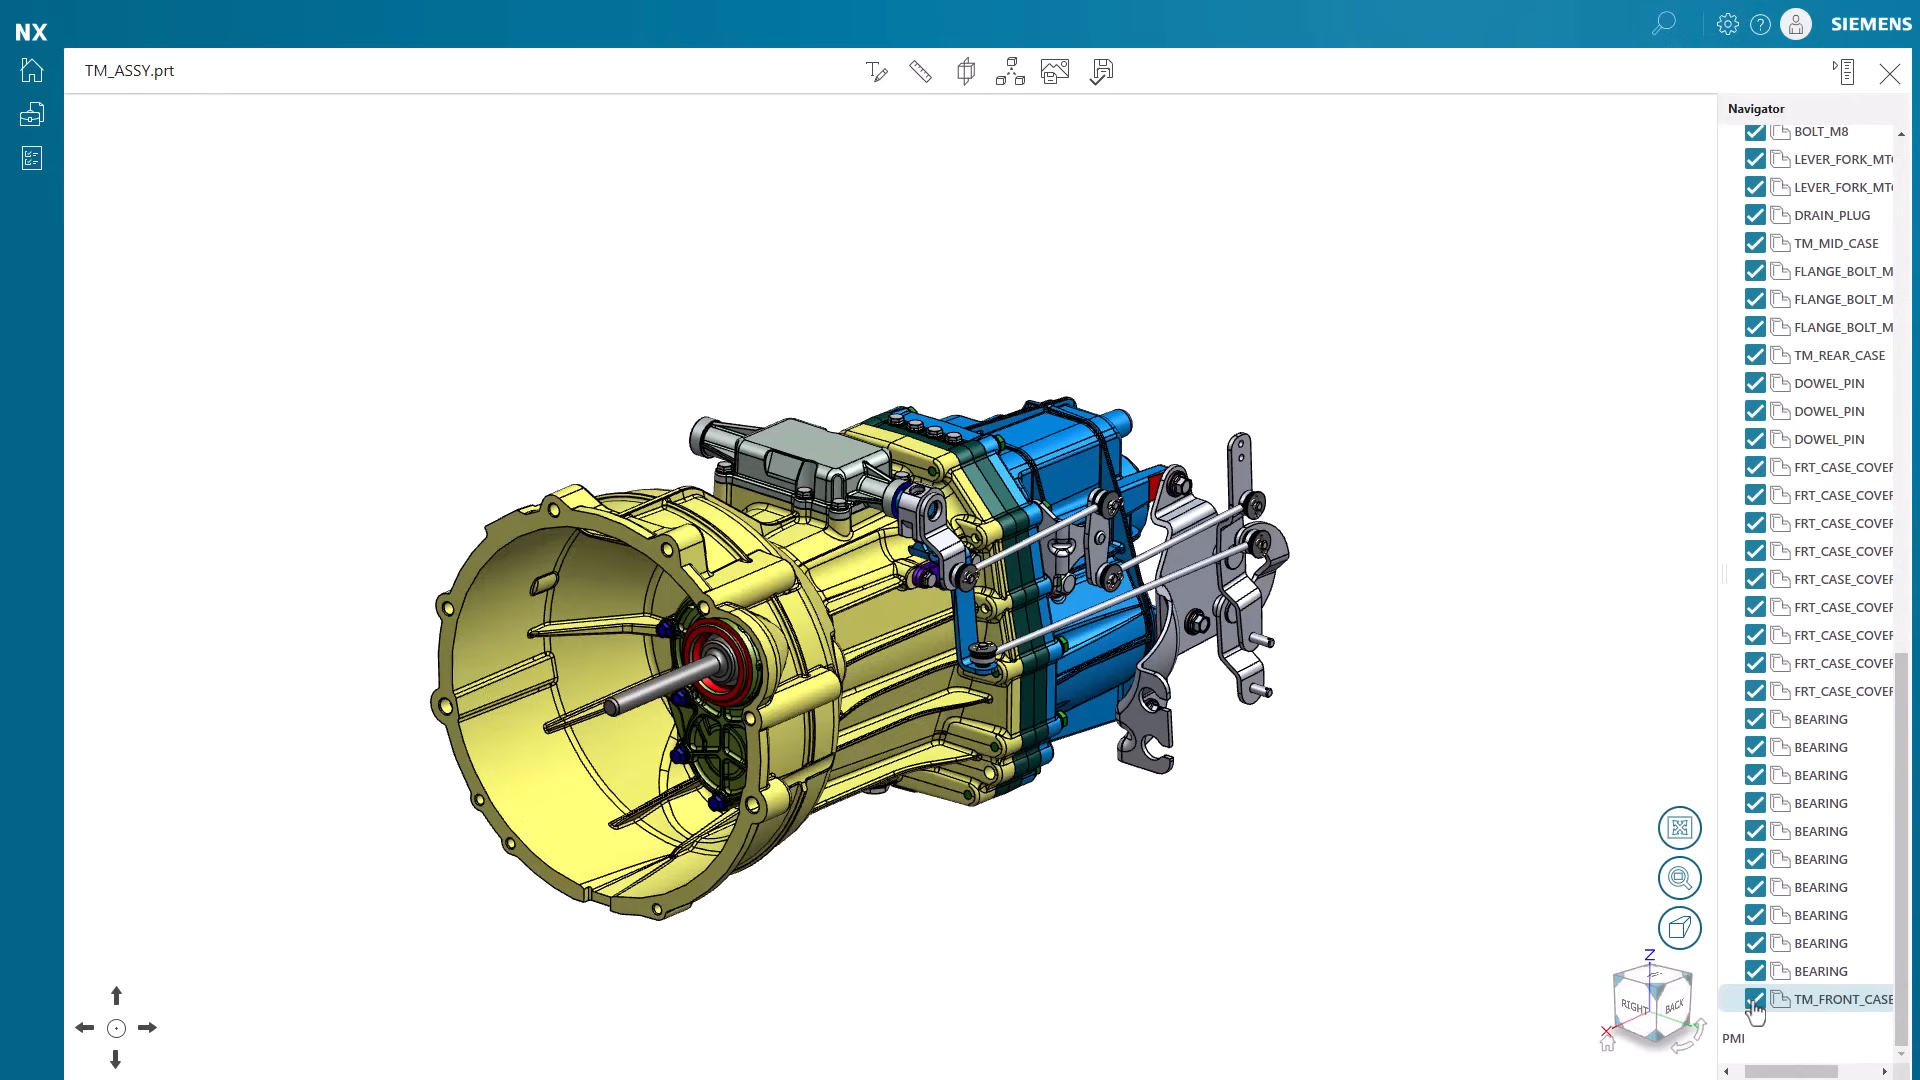 NX
SIEMENS
TM_ASSY.prt
Navigator
BOLT_M8
LEVER_FORK_MT
LEVER_FORK_MT
DRAIN_PLUG
TM_MID_CASE
FLANGE_BOLT_M
FLANGE_BOLT_M
FLANGE_BOLT_M
TM_REAR_CASE
DOWEL_PIN
DOWEL_PIN
DOWEL_PIN
FRT_CASE_COVER
FRT_CASE_COVER
FRT_CASE_COVER
FRT_CASE_COVER
FRT_CASE_COVER
FRT_CASE_COVER
FRT_CASE_COVER
FRT_CASE_COVER
FRT_CASE_COVER
BEARING
BEARING
BEARING
BEARING
BEARING
BEARING
BEARING
BEARING
BEARING
BEARING
TM_FRONT_CASE
PMI
Z
RIGHT
BACK
X